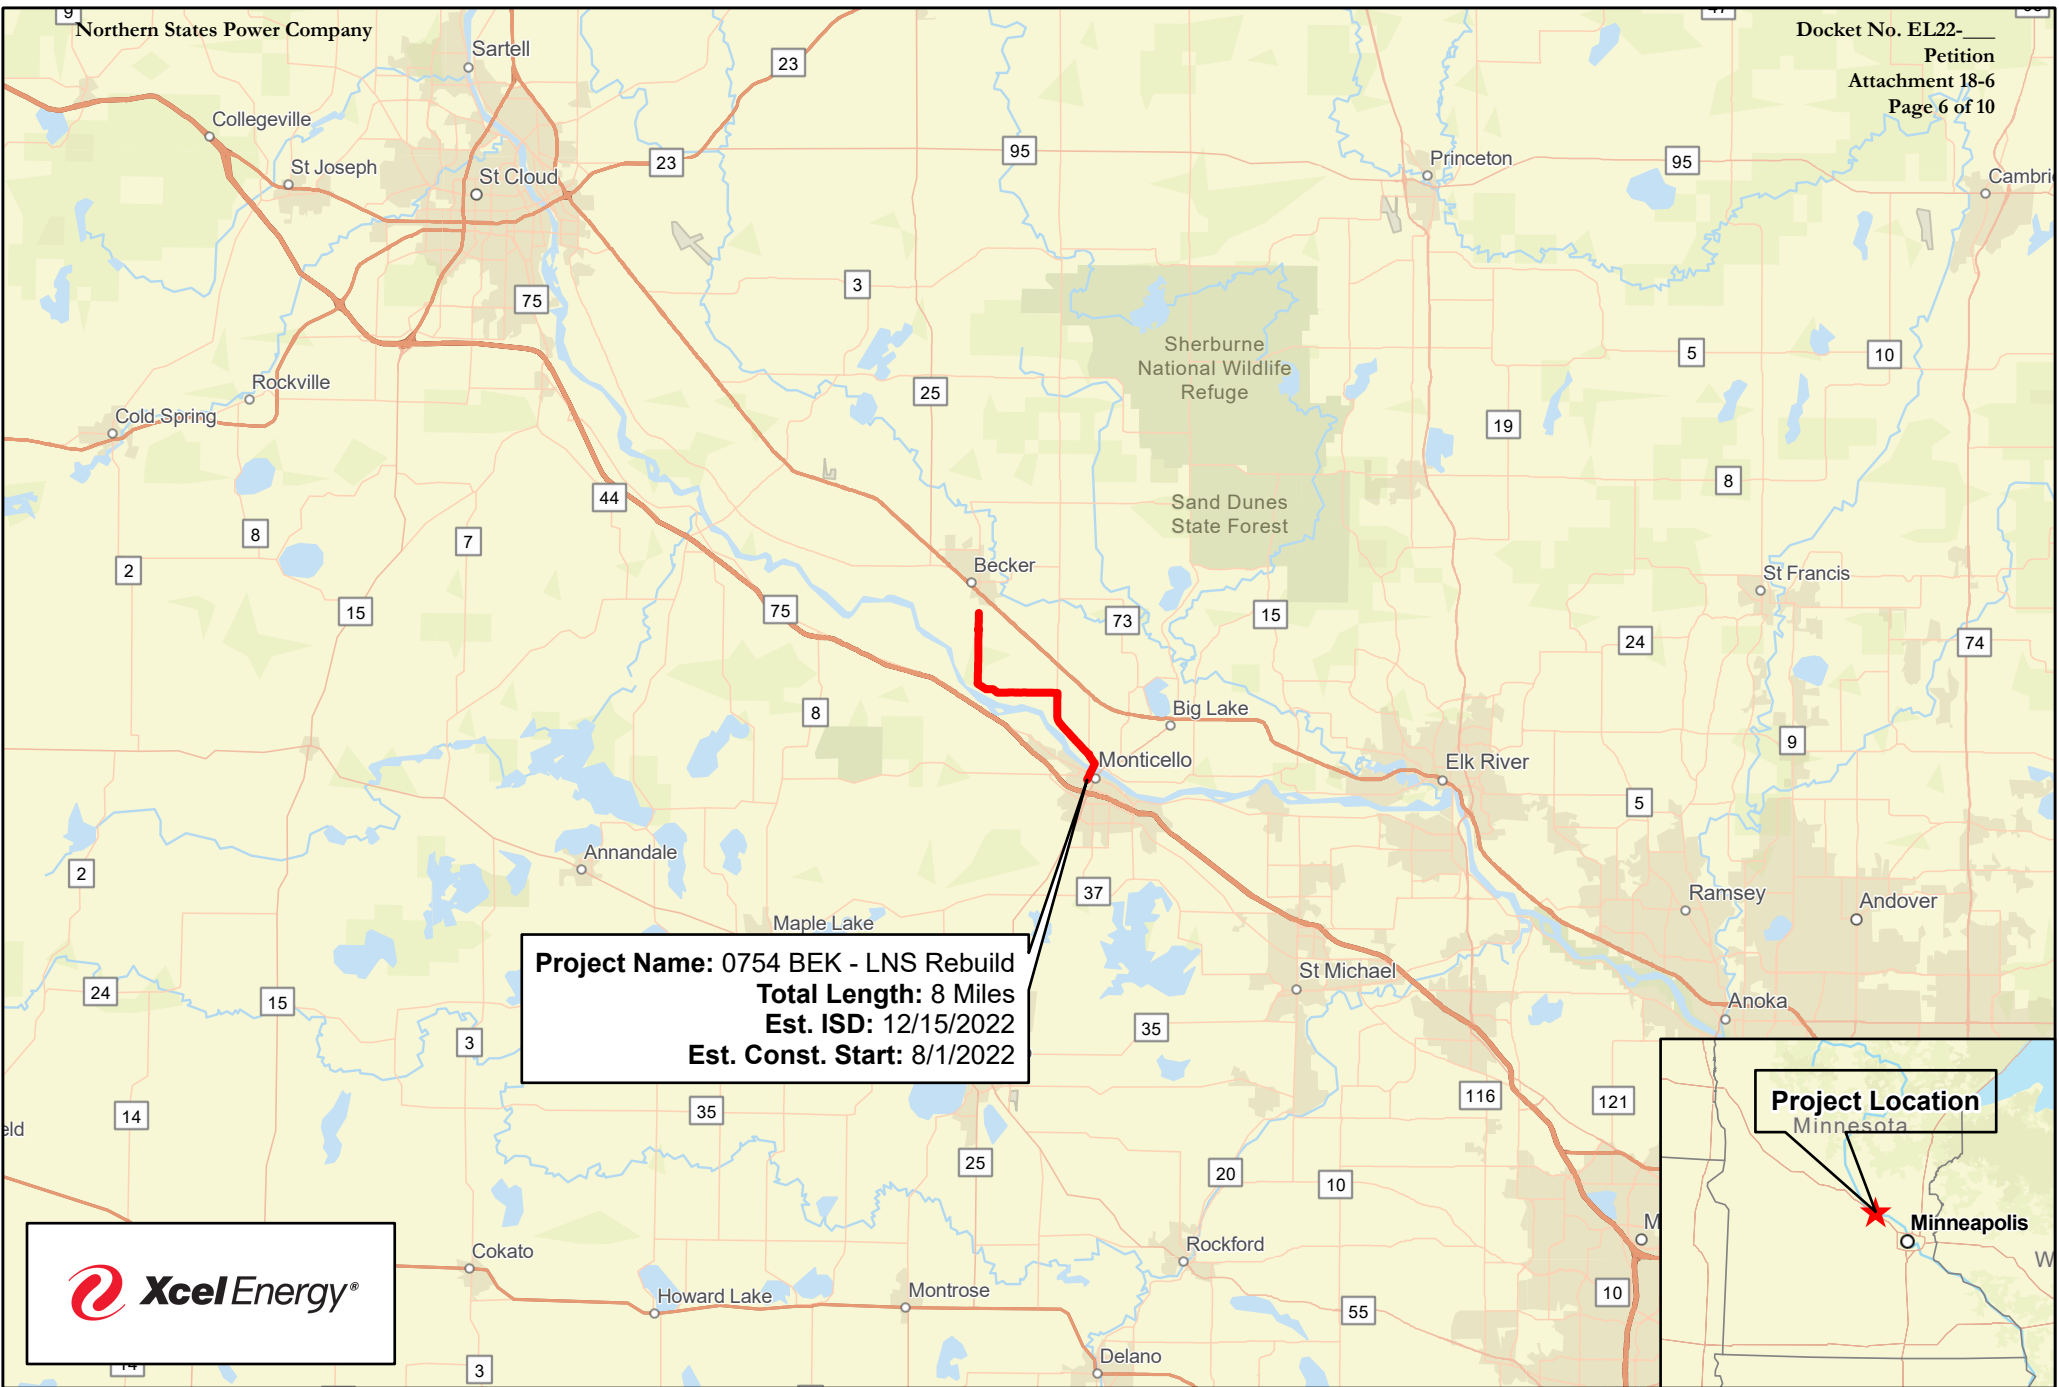 Northern States Power Company
Docket No. EL22-___
Petition
Attachment 18-6
Page 6 of 10
9
47
Sartell
23
Collegeville
95
23
Princeton
95
St Joseph
St Cloud
Cambri
3
75
Sherburne
National Wildlife
Refuge
5
10
Rockville
25
Cold Spring
19
8
44
Sand Dunes
State Forest
8
7
2
Becker
St Francis
15
75
73
15
24
74
8
Big Lake
9
Monticello
Elk River
5
Annandale
2
37
Ramsey
Andover
Maple Lake
Project Name: 0754 BEK - LNS Rebuild
Total Length: 8 Miles
Est. ISD: 12/15/2022
Est. Const. Start: 8/1/2022
St Michael
24
15
Anoka
3
35
116
121
14
35
eld
Project Location
Minnesota
25
20
10
Minneapolis
M
W
Rockford
Cokato
Xcel Energy®
Howard Lake
Montrose
10
55
14
3
Delano